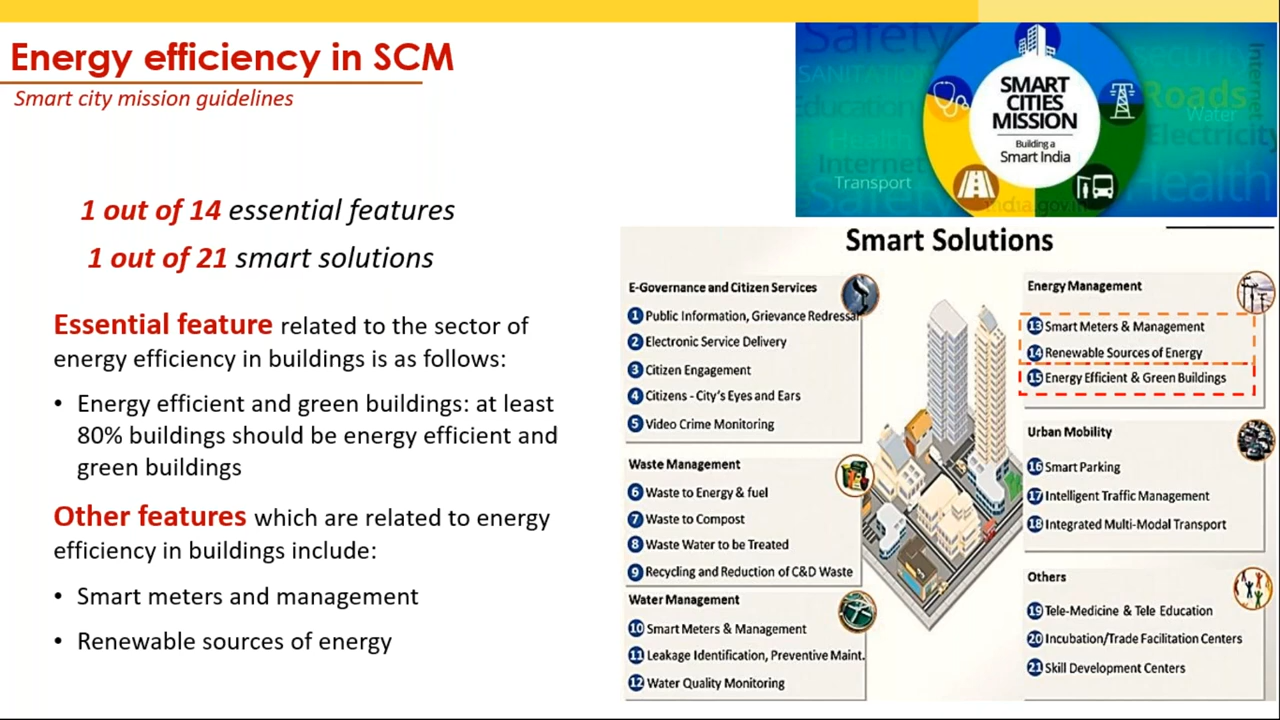 Energy efficiency in SCM
Smart city mission guidelines
1 out of 14 essential features
1 out of 21 smart solutions
Essential feature related to the sector of
energy efficiency in buildings is as follows:
• Energy efficient and green buildings: at least
80% buildings should be energy efficient and
green buildings
Other features which are related to energy
efficiency in buildings include:
• Smart meters and management
• Renewable sources of energy
Safety
SANITATION
Education
Health
Internet
Transport
Safety
SMART
CITIES
MISSION
Building a
Smart India
security
Internet
Roads
Water
Electricity
Health
india.gov.in
Smart Solutions
E-Governance and Citizen Services
1 Public Information, Grievance Redressal
2 Electronic Service Delivery
3 Citizen Engagement
4 Citizens - City's Eyes and Ears
5 Video Crime Monitoring
Waste Management
6 Waste to Energy & fuel
7 Waste to Compost
8 Waste Water to be Treated
9 Recycling and Reduction of C&D Waste
Water Management
10 Smart Meters & Management
11 Leakage Identification, Preventive Maint.
12 Water Quality Monitoring
Energy Management
13 Smart Meters & Management
14 Renewable Sources of Energy
15 Energy Efficient & Green Buildings
Urban Mobility
16 Smart Parking
17 Intelligent Traffic Management
18 Integrated Multi-Modal Transport
Others
19 Tele-Medicine & Tele Education
20 Incubation/Trade Facilitation Centers
21 Skill Development Centers